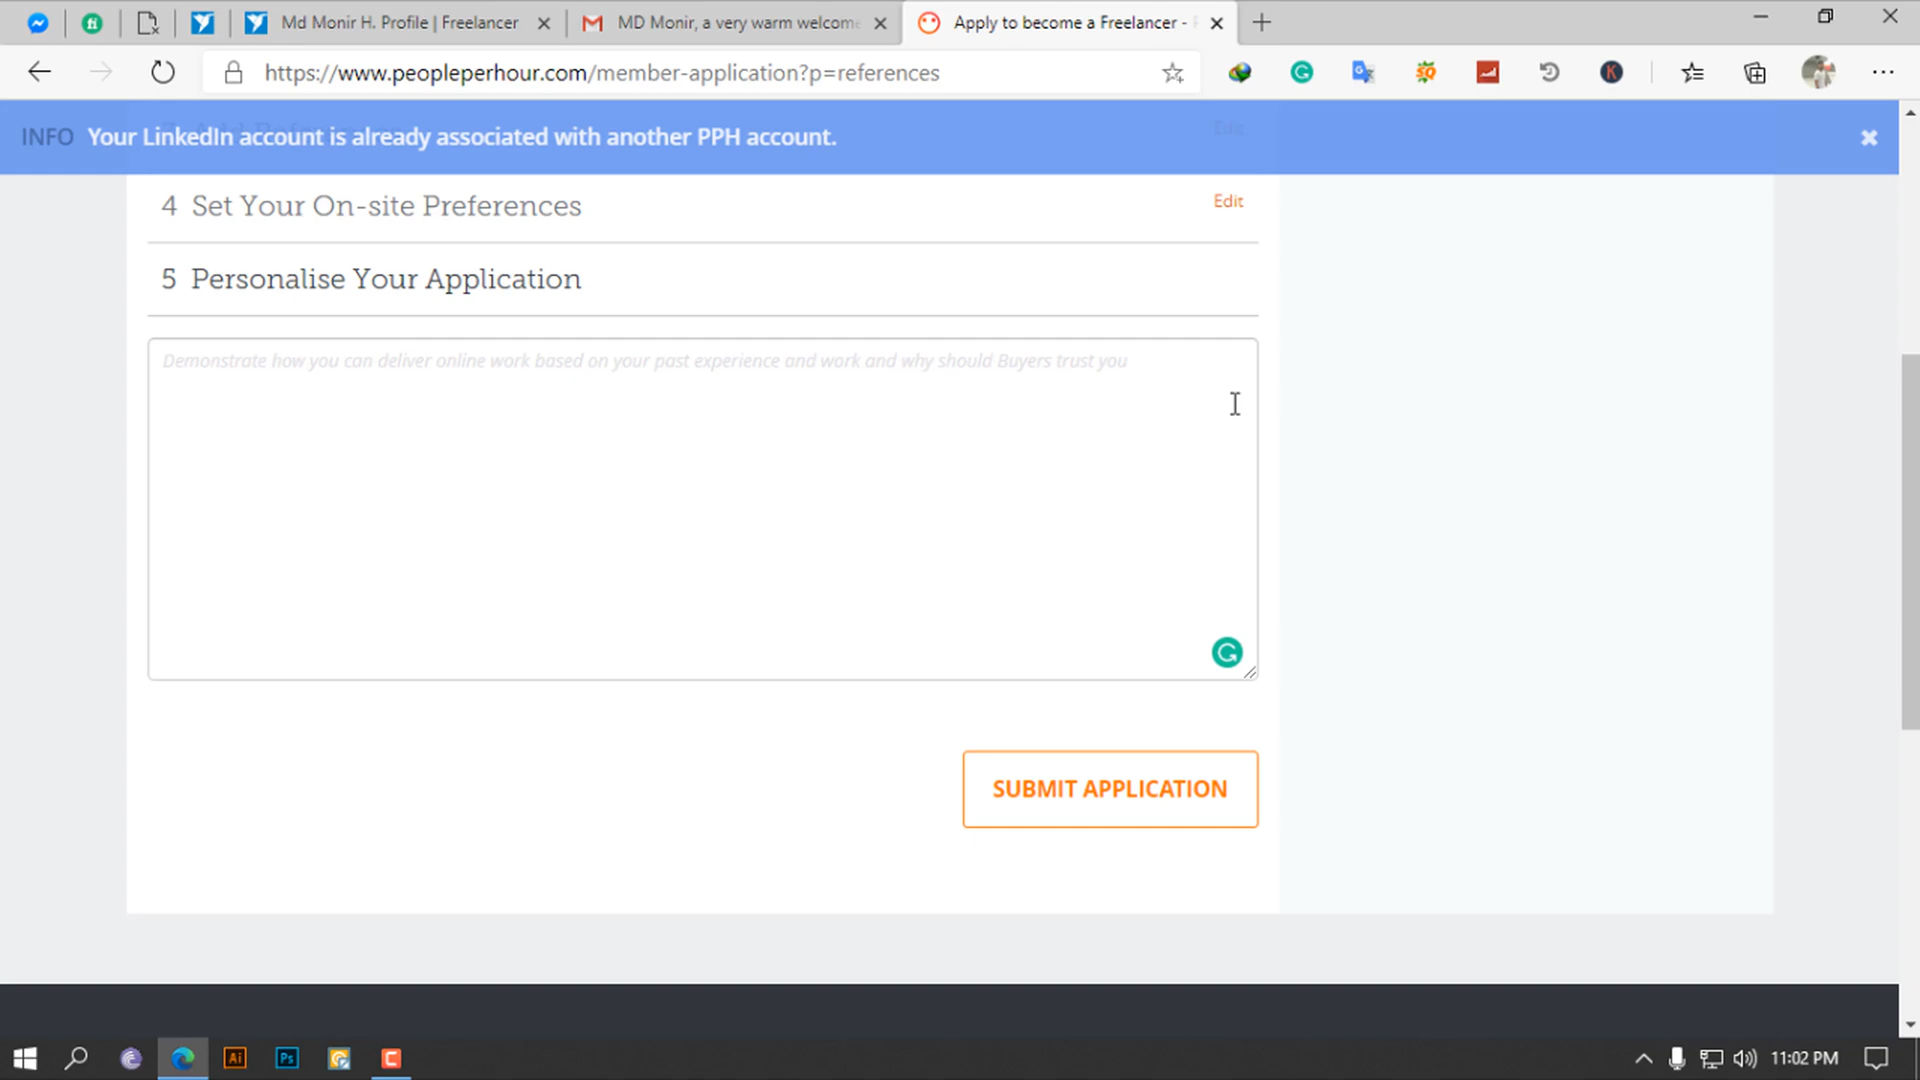 Md Monir H. Profile | Freelancer
MD Monir, a very warm welcome
Apply to become a Freelancer -
https://www.peopleperhour.com/member-application?p=references
INFO Your LinkedIn account is already associated with another PPH account.
Edit
4 Set Your On-site Preferences
Edit
5 Personalise Your Application
Demonstrate how you can deliver online work based on your past experience and work and why should Buyers trust you
SUBMIT APPLICATION
11:02 PM